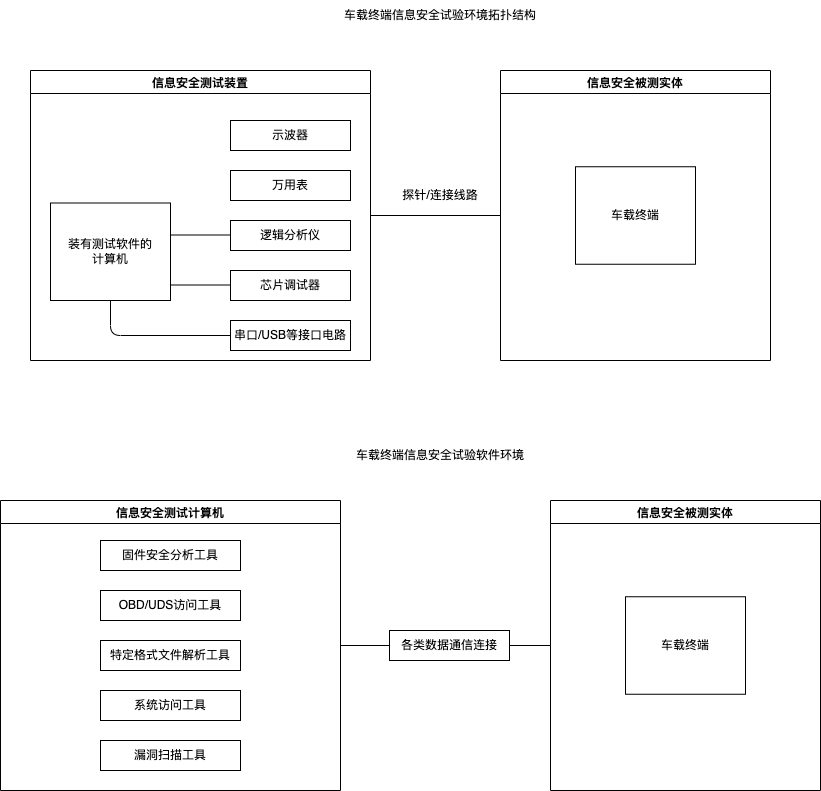 车载终端信息安全试验环境拓扑结构
信息安全测试装置
信息安全被测实体
示波器
万用表
逻辑分析仪
芯片调试器
串口/USB等接口电路
装有测试软件的
计算机
探针/连接线路
车载终端
车载终端信息安全试验软件环境
信息安全测试计算机
信息安全被测实体
固件安全分析工具
OBD/UDS访问工具
特定格式文件解析工具
系统访问工具
漏洞扫描工具
各类数据通信连接
车载终端